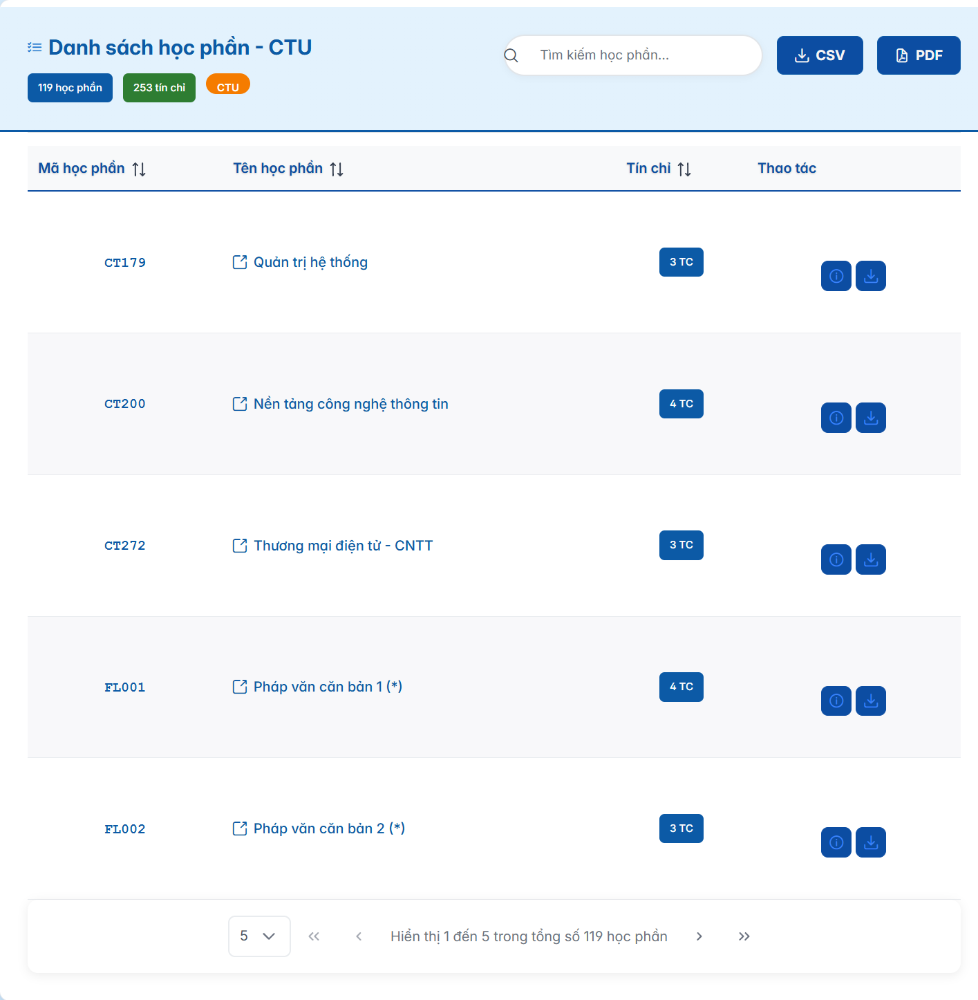 Danh sách học phần - CTU
Tìm kiếm học phần...
CSV
PDF
119 học phần
253 tín chỉ
CTU
Mã học phần
Tên học phần
Tín chỉ
Thao tác
CT179
Quản trị hệ thống
3 TC
CT200
Nền tảng công nghệ thông tin
4 TC
CT272
Thương mại điện tử - CNTT
3 TC
FL001
Pháp văn căn bản 1 (*)
4 TC
FL002
Pháp văn căn bản 2 (*)
3 TC
5
Hiển thị 1 đến 5 trong tổng số 119 học phần